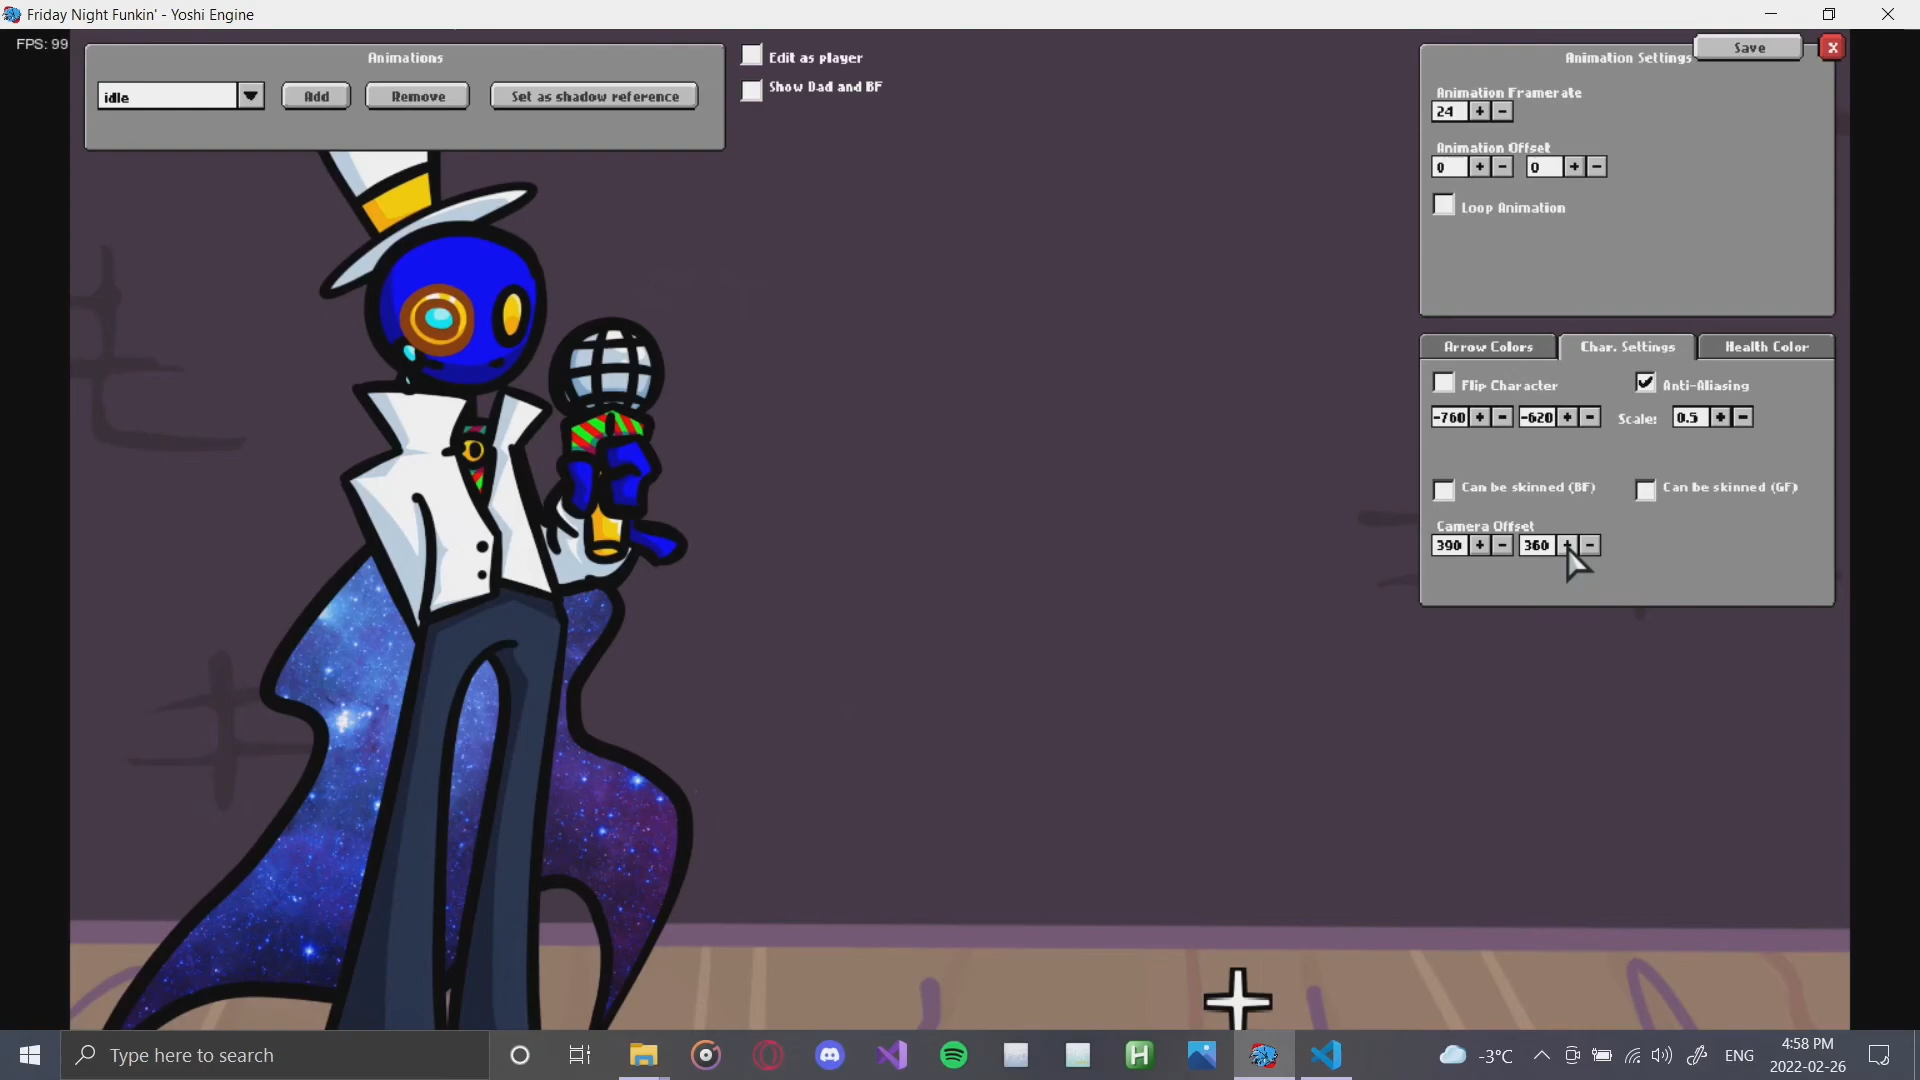 Friday Night Funkin' - Yoshi Engine
FPS: 99
Animations
idle
Add
Remove
Set as shadow reference
Edit as player
Show Dad and BF
Save
x
Animation Settings
Animation Framerate
24 + -
Animation Offset
0 + - 0 + -
Loop Animation
Arrow Colors
Char. Settings
Health Color
Flip Character
Anti-Aliasing
-760 + - -620 + - Scale: 0.5 + -
Can be skinned (BF)
Can be skinned (GF)
Camera Offset
390 + - 360 + -
Type here to search
-3°C
ENG
4:58 PM
2022-02-26